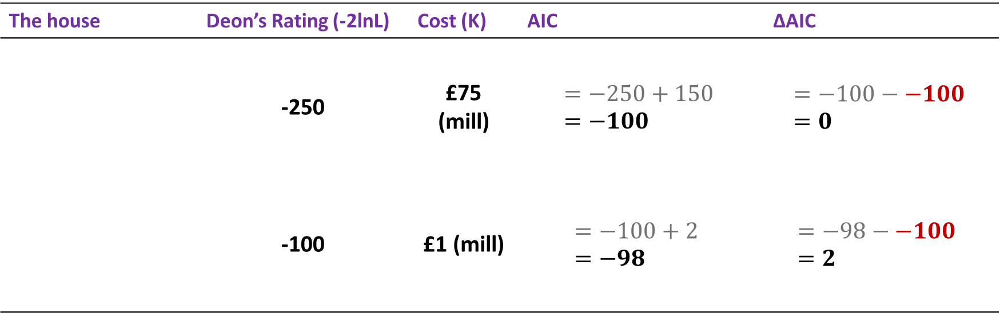 The house Deon's Rating (-2lnL) Cost (K) AIC ΔAIC
-250 £75 (mill) = −250 + 150 = −100 − −100
= −100 = 0
-100 £1 (mill) = −100 + 2 = −98 − −100
= −98 = 2